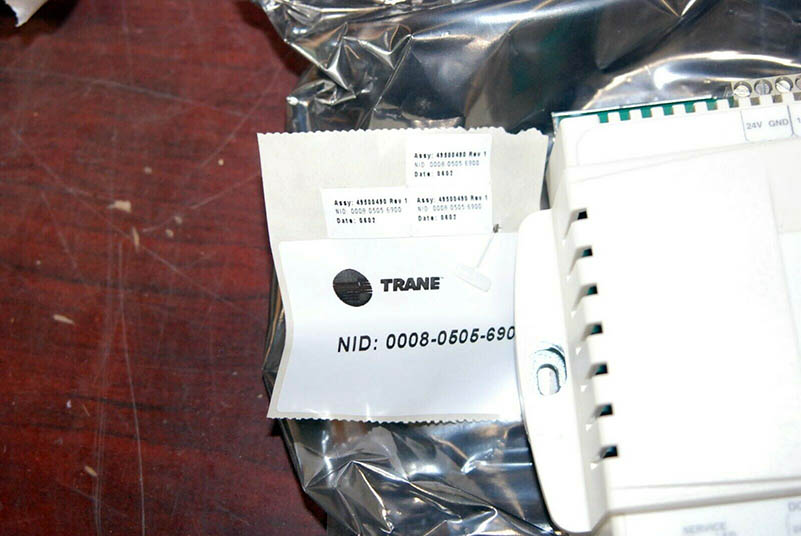 Assy: 49500490 Rev 1
NID: 0008-0505-6900
Date: 0602
Assy: 49500490 Rev 1
NID: 0008-0505-6900
Date: 0602
Assy: 49500490 Rev 1
NID: 0008-0505-6900
Date: 0602
TRANE
NID: 0008-0505-690
24V GND 1
SERVICE